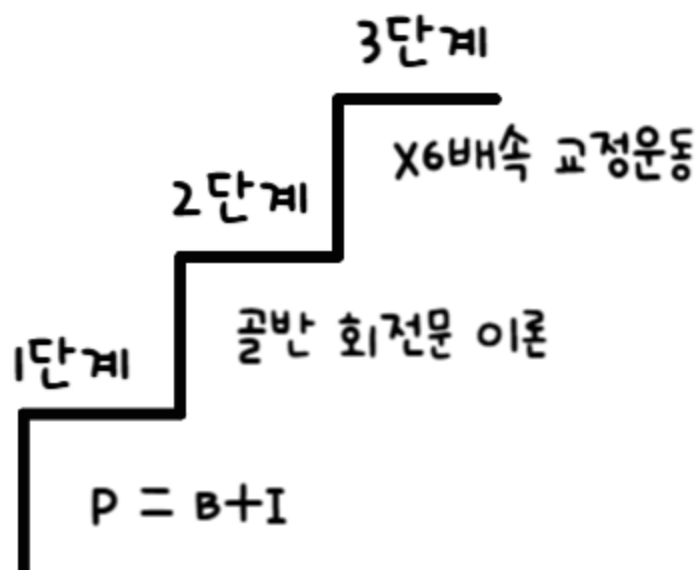 3단계
X6배속 교정운동
2단계
골반 회전문 이론
1단계
P = B+I